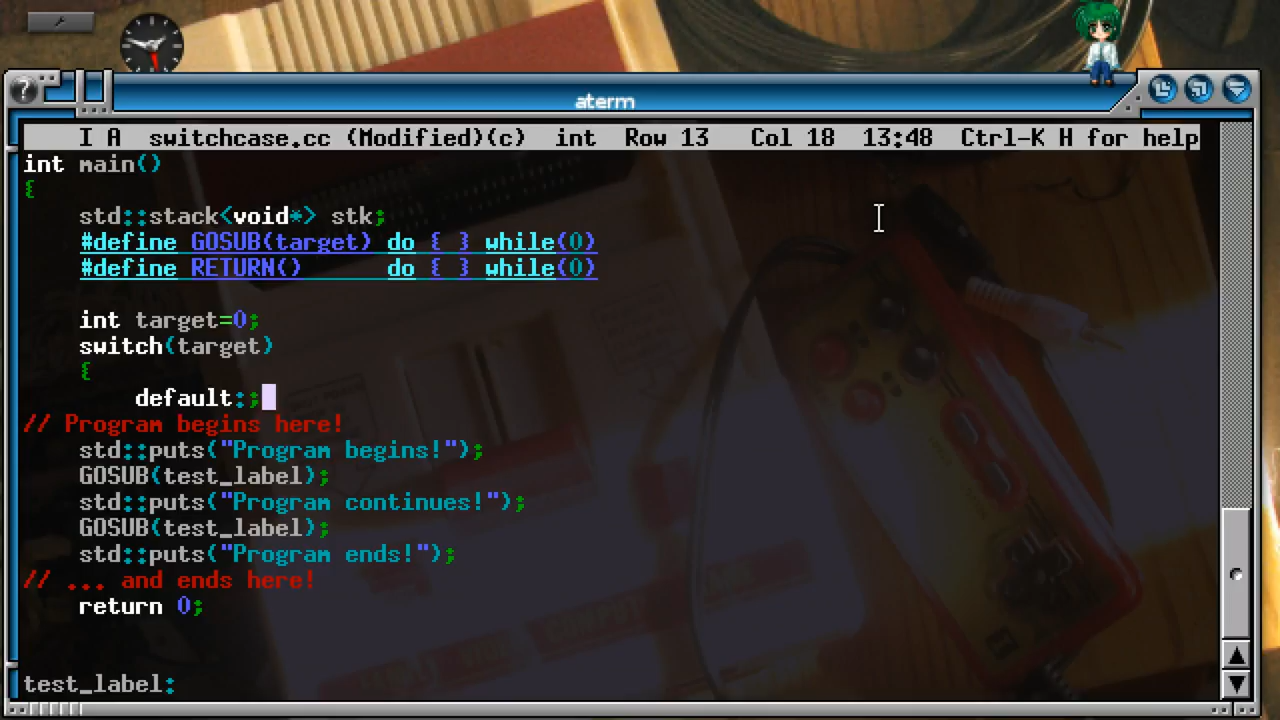 aterm
I A  switchcase.cc (Modified)(c)  int  Row 13   Col 18  13:48  Ctrl-K H for help
int main()
{
    std::stack<void*> stk;
    #define GOSUB(target) do { } while(0)
    #define RETURN()      do { } while(0)
    int target=0;
    switch(target)
    {
        default:;
// Program begins here!
    std::puts("Program begins!");
    GOSUB(test_label);
    std::puts("Program continues!");
    GOSUB(test_label);
    std::puts("Program ends!");
// ... and ends here!
    return 0;
test_label: